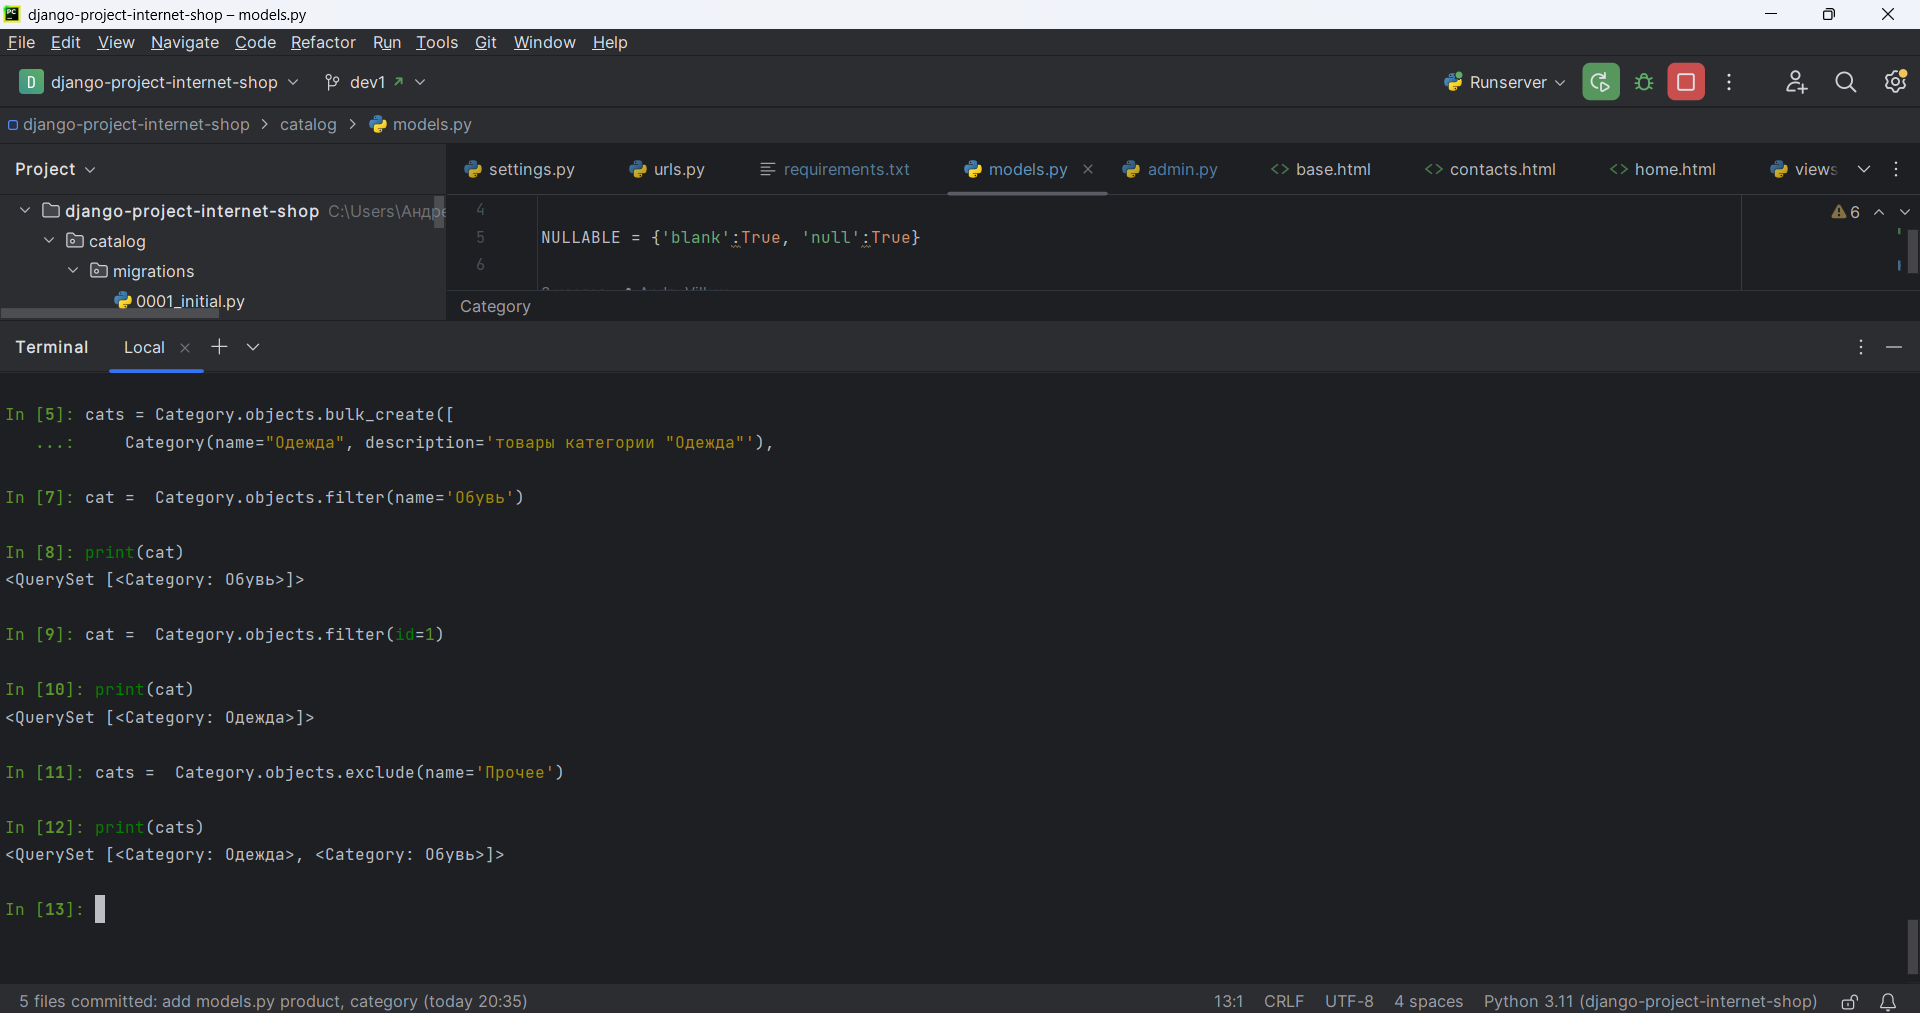 django-project-internet-shop – models.py
File Edit View Navigate Code Refactor Run Tools Git Window Help
D django-project-internet-shop dev1 Runserver
django-project-internet-shop > catalog > models.py
Project
settings.py urls.py requirements.txt models.py admin.py base.html contacts.html home.html views
django-project-internet-shop C:\Users\Андре
catalog
migrations
0001_initial.py
4
5 NULLABLE = {'blank':True, 'null':True}
6
6
Category
Terminal Local
In [5]: cats = Category.objects.bulk_create([
...: Category(name="Одежда", description='товары категории "Одежда"'),
In [7]: cat =  Category.objects.filter(name='Обувь')
In [8]: print(cat)
<QuerySet [<Category: Обувь>]>
In [9]: cat =  Category.objects.filter(id=1)
In [10]: print(cat)
<QuerySet [<Category: Одежда>]>
In [11]: cats =  Category.objects.exclude(name='Прочее')
In [12]: print(cats)
<QuerySet [<Category: Одежда>, <Category: Обувь>]>
In [13]:
5 files committed: add models.py product, category (today 20:35) 13:1 CRLF UTF-8 4 spaces Python 3.11 (django-project-internet-shop)